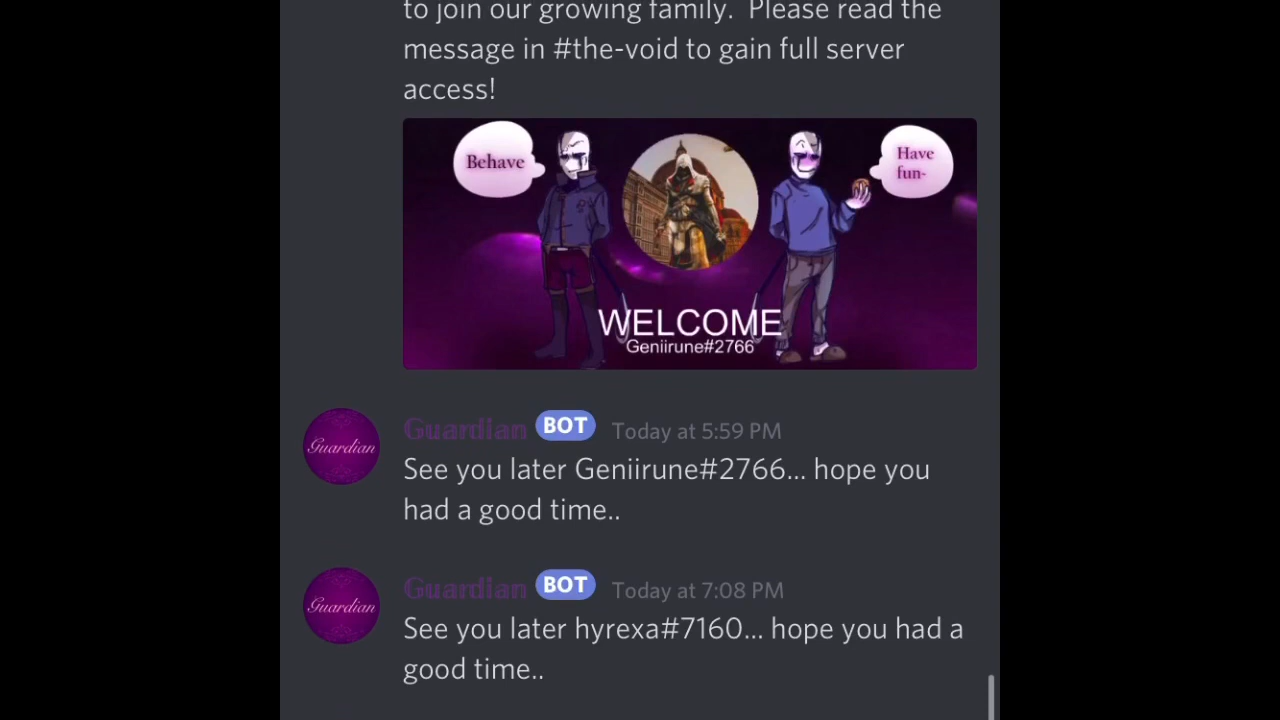 to join our growing family.  Please read the
message in #the-void to gain full server
access!
Behave
Have
fun-
WELCOME
Geniirune#2766
Guardian
Guardian BOT Today at 5:59 PM
See you later Geniirune#2766... hope you
had a good time..
Guardian
Guardian BOT Today at 7:08 PM
See you later hyrexa#7160... hope you had a
good time..